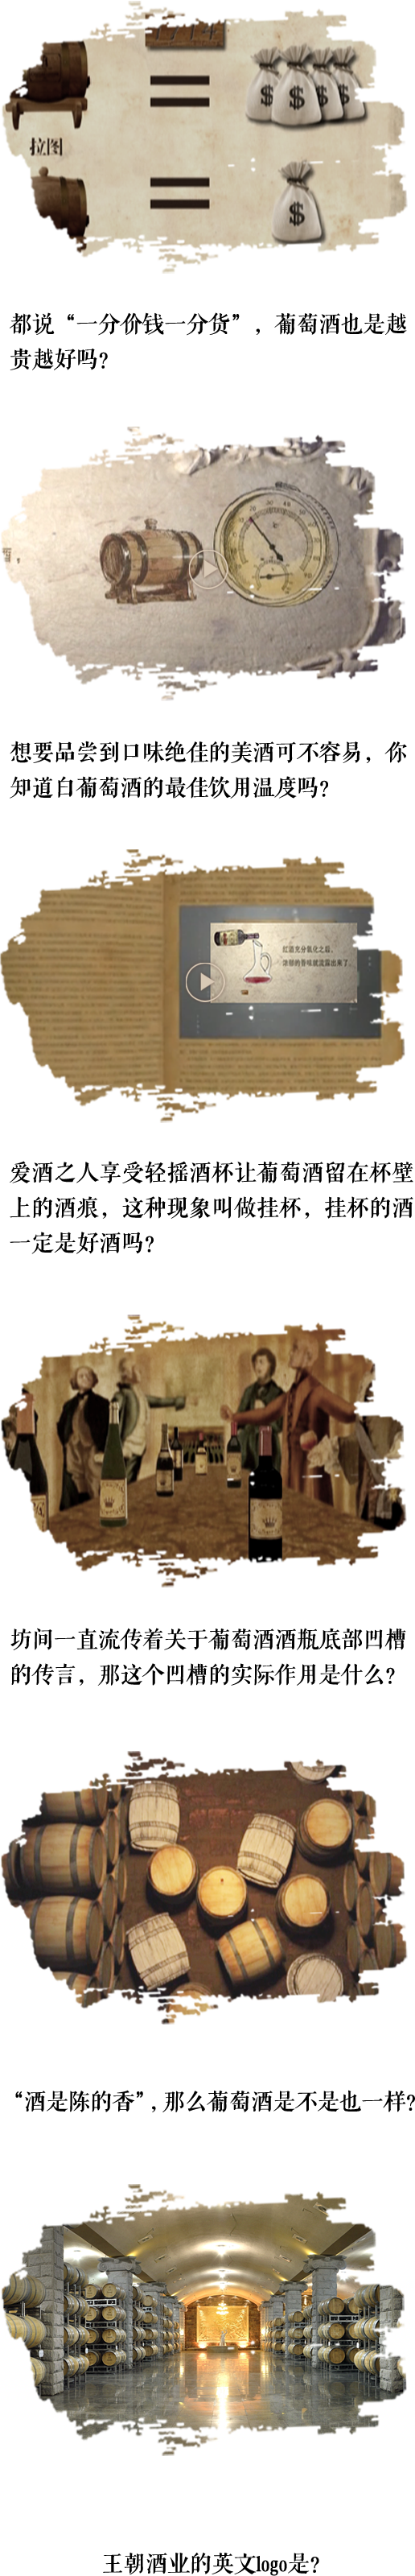 拉图
都说“一分价钱一分货”，葡萄酒也是越
贵越好吗？
想要品尝到口味绝佳的美酒可不容易，你
知道白葡萄酒的最佳饮用温度吗？
红酒充分氧化之后，
浓郁的香味就流露出来了
爱酒之人享受轻摇酒杯让葡萄酒留在杯壁
上的酒痕，这种现象叫做挂杯，挂杯的酒
一定是好酒吗？
坊间一直流传着关于葡萄酒酒瓶底部凹槽
的传言，那这个凹槽的实际作用是什么？
“酒是陈的香”，那么葡萄酒是不是也一样？
王朝酒业的英文logo是？